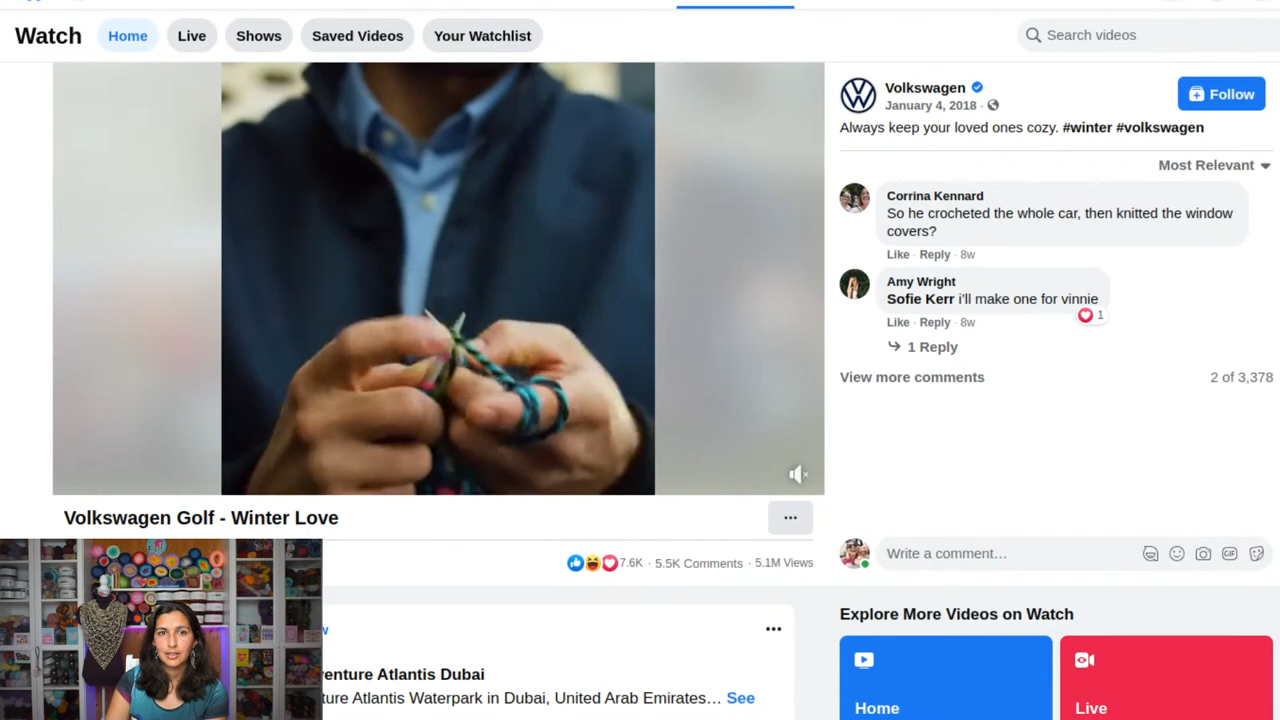 Watch
Home
Live
Shows
Saved Videos
Your Watchlist
Search videos
Volkswagen
January 4, 2018 ·
Follow
Always keep your loved ones cozy. #winter #volkswagen
Most Relevant
Corrina Kennard
So he crocheted the whole car, then knitted the window
covers?
Like · Reply · 8w
Amy Wright
Sofie Kerr i'll make one for vinnie
1
Like · Reply · 8w
1 Reply
View more comments
2 of 3,378
Volkswagen Golf - Winter Love
7.6K · 5.5K Comments · 5.1M Views
Write a comment…
GIF
Explore More Videos on Watch
Home
Live
Atlantis Dubai
Atlantis Waterpark in Dubai, United Arab Emirates… See